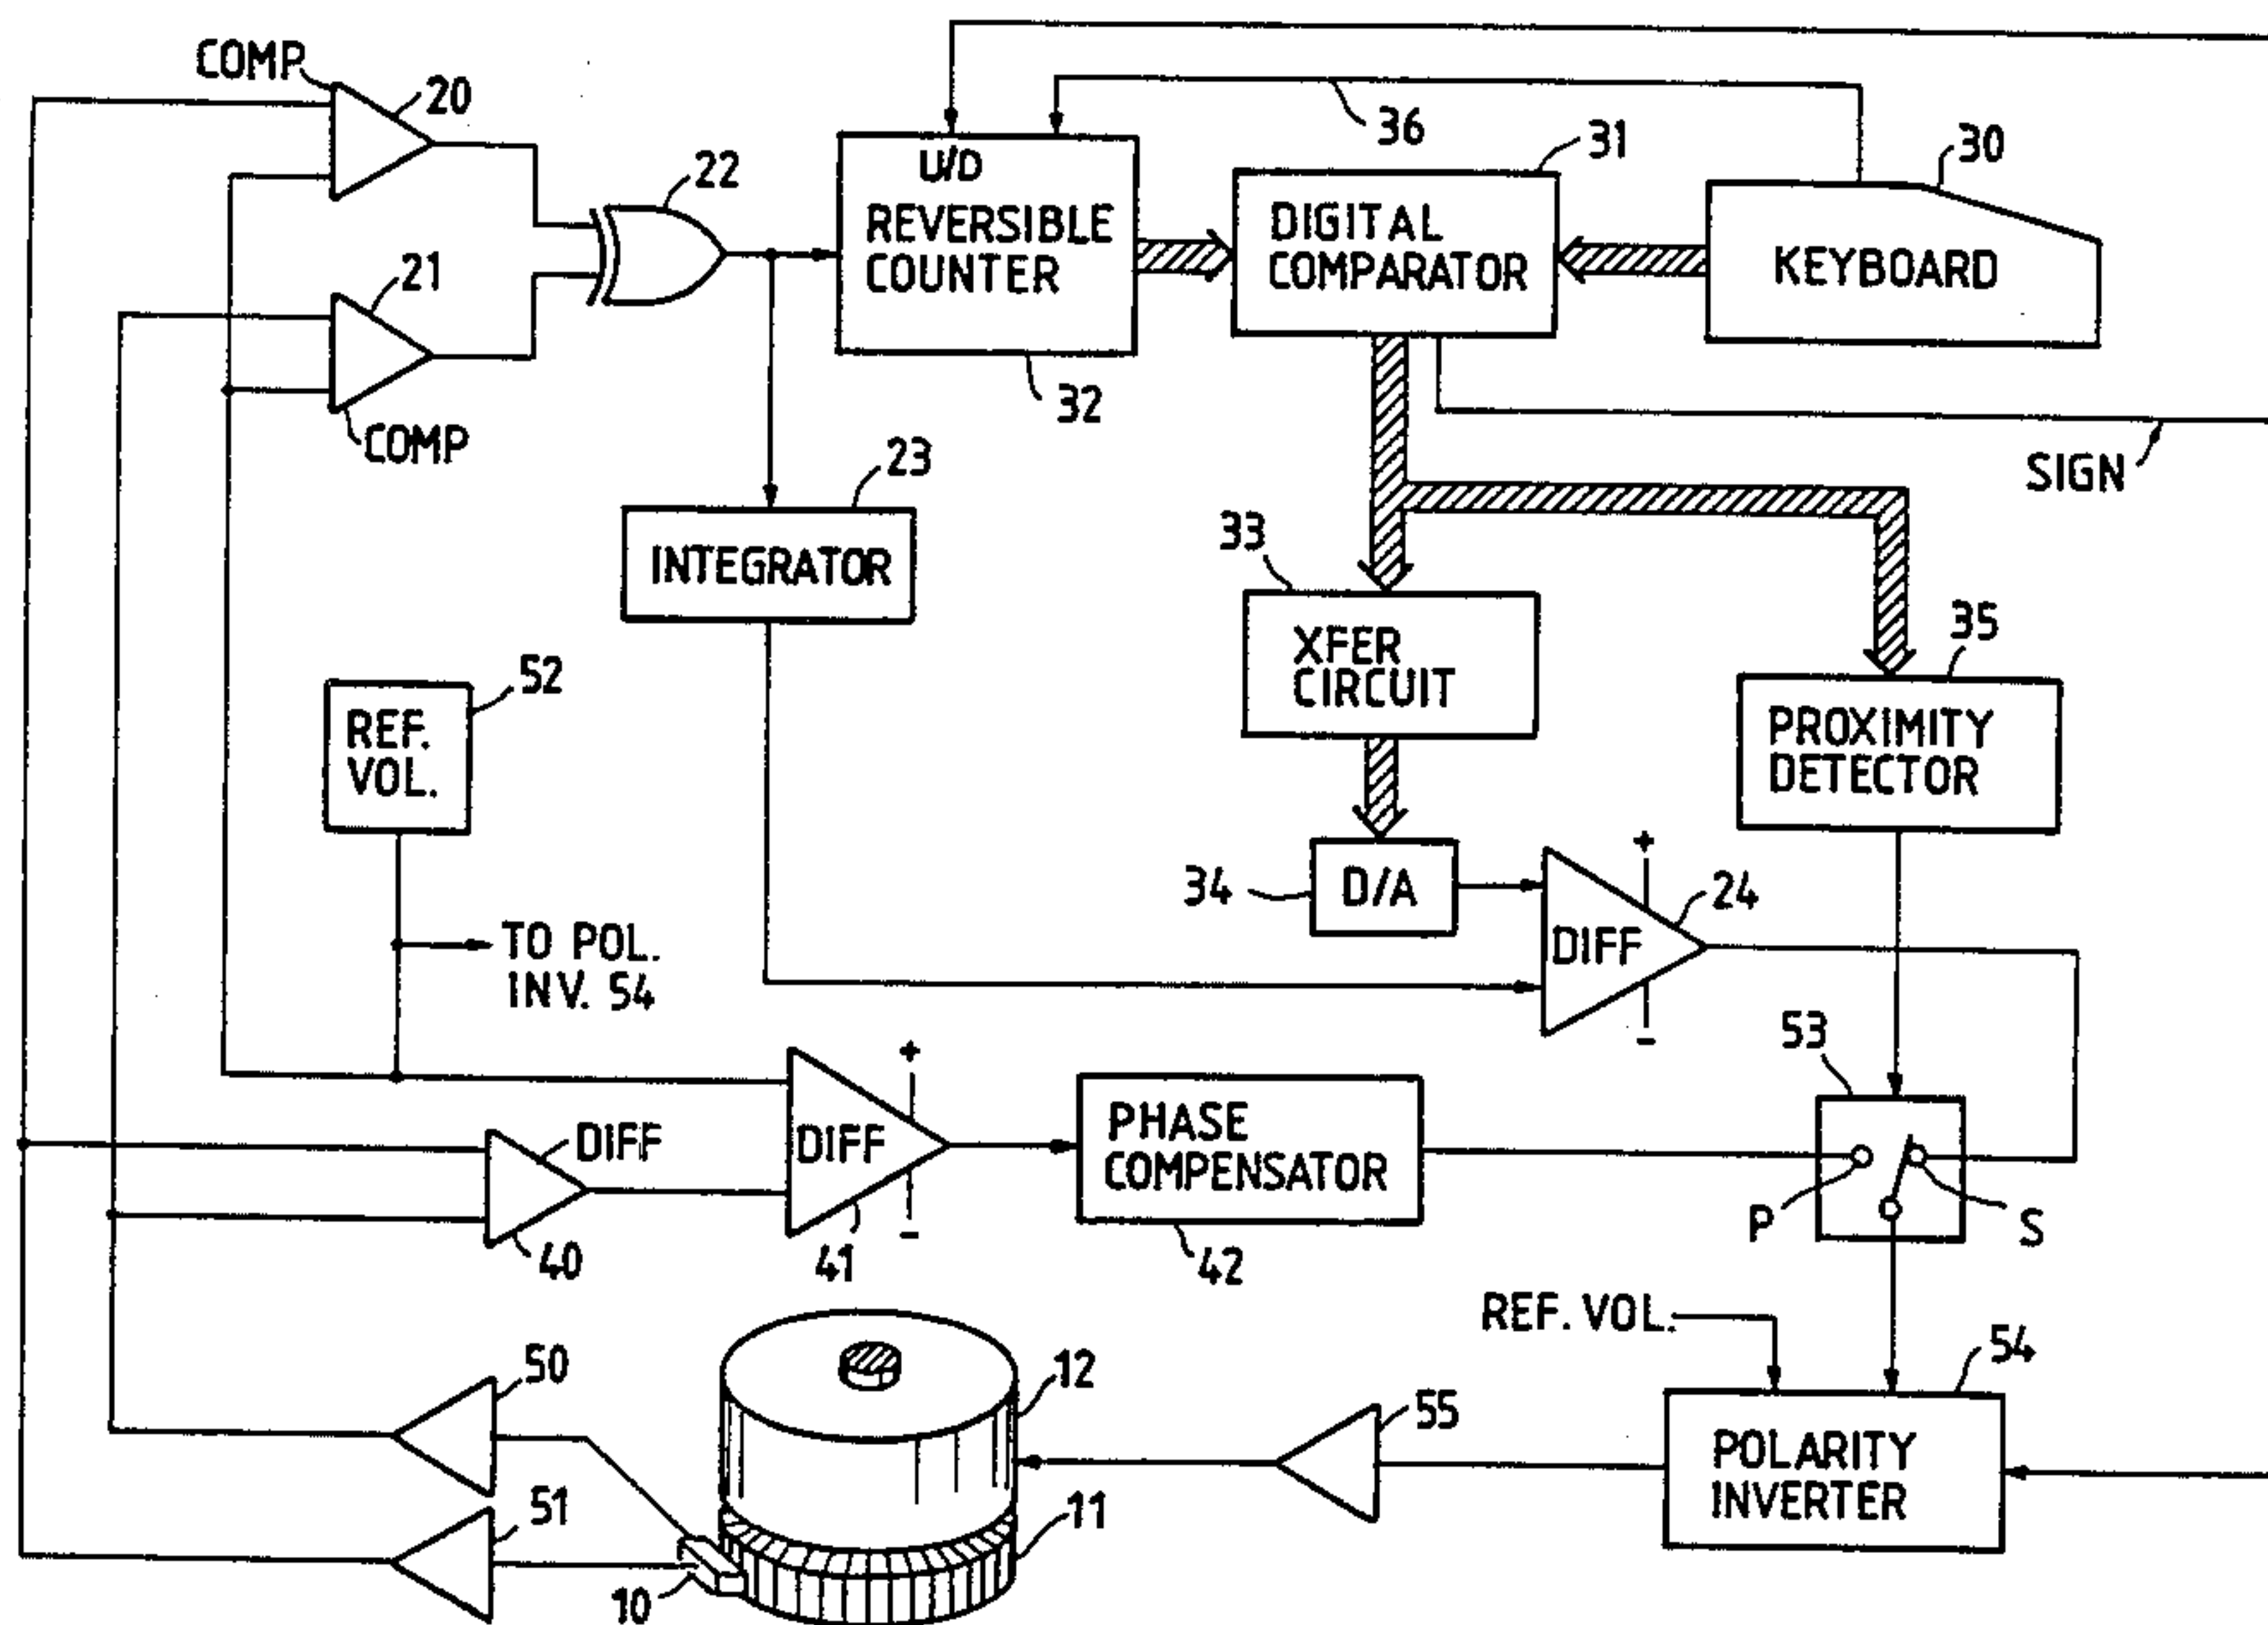 COMP
20
36
31
30
22
U/D
REVERSIBLE
COUNTER
DIGITAL
COMPARATOR
KEYBOARD
21
32
COMP
SIGN
23
INTEGRATOR
33
XFER
CIRCUIT
35
PROXIMITY
DETECTOR
52
REF.
VOL.
34
D/A
+
24
DIFF
-
TO POL.
INV. 54
53
+
DIFF
DIFF
-
PHASE
COMPENSATOR
P
S
40
41
42
REF. VOL.
54
50
12
55
POLARITY
INVERTER
51
11
10